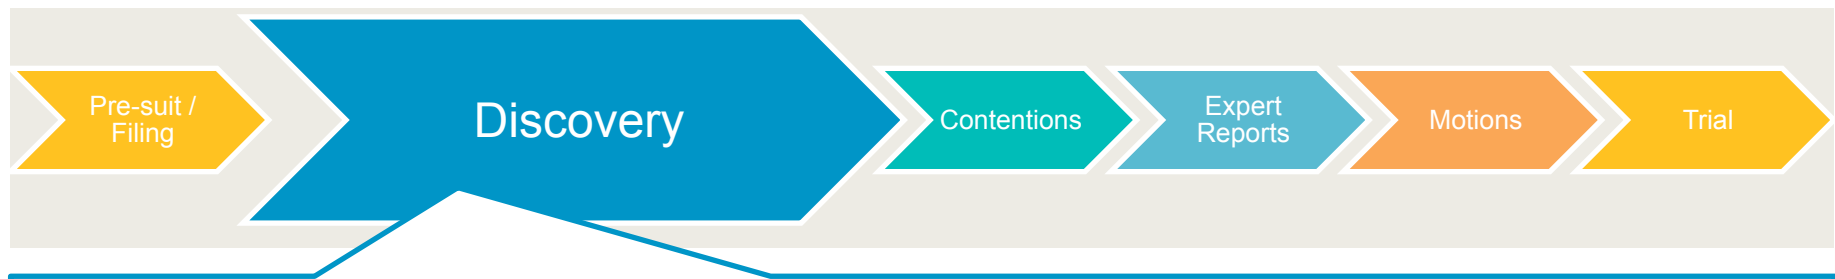 Pre-suit /
Filing
Discovery
Contentions
Expert
Reports
Motions
Trial